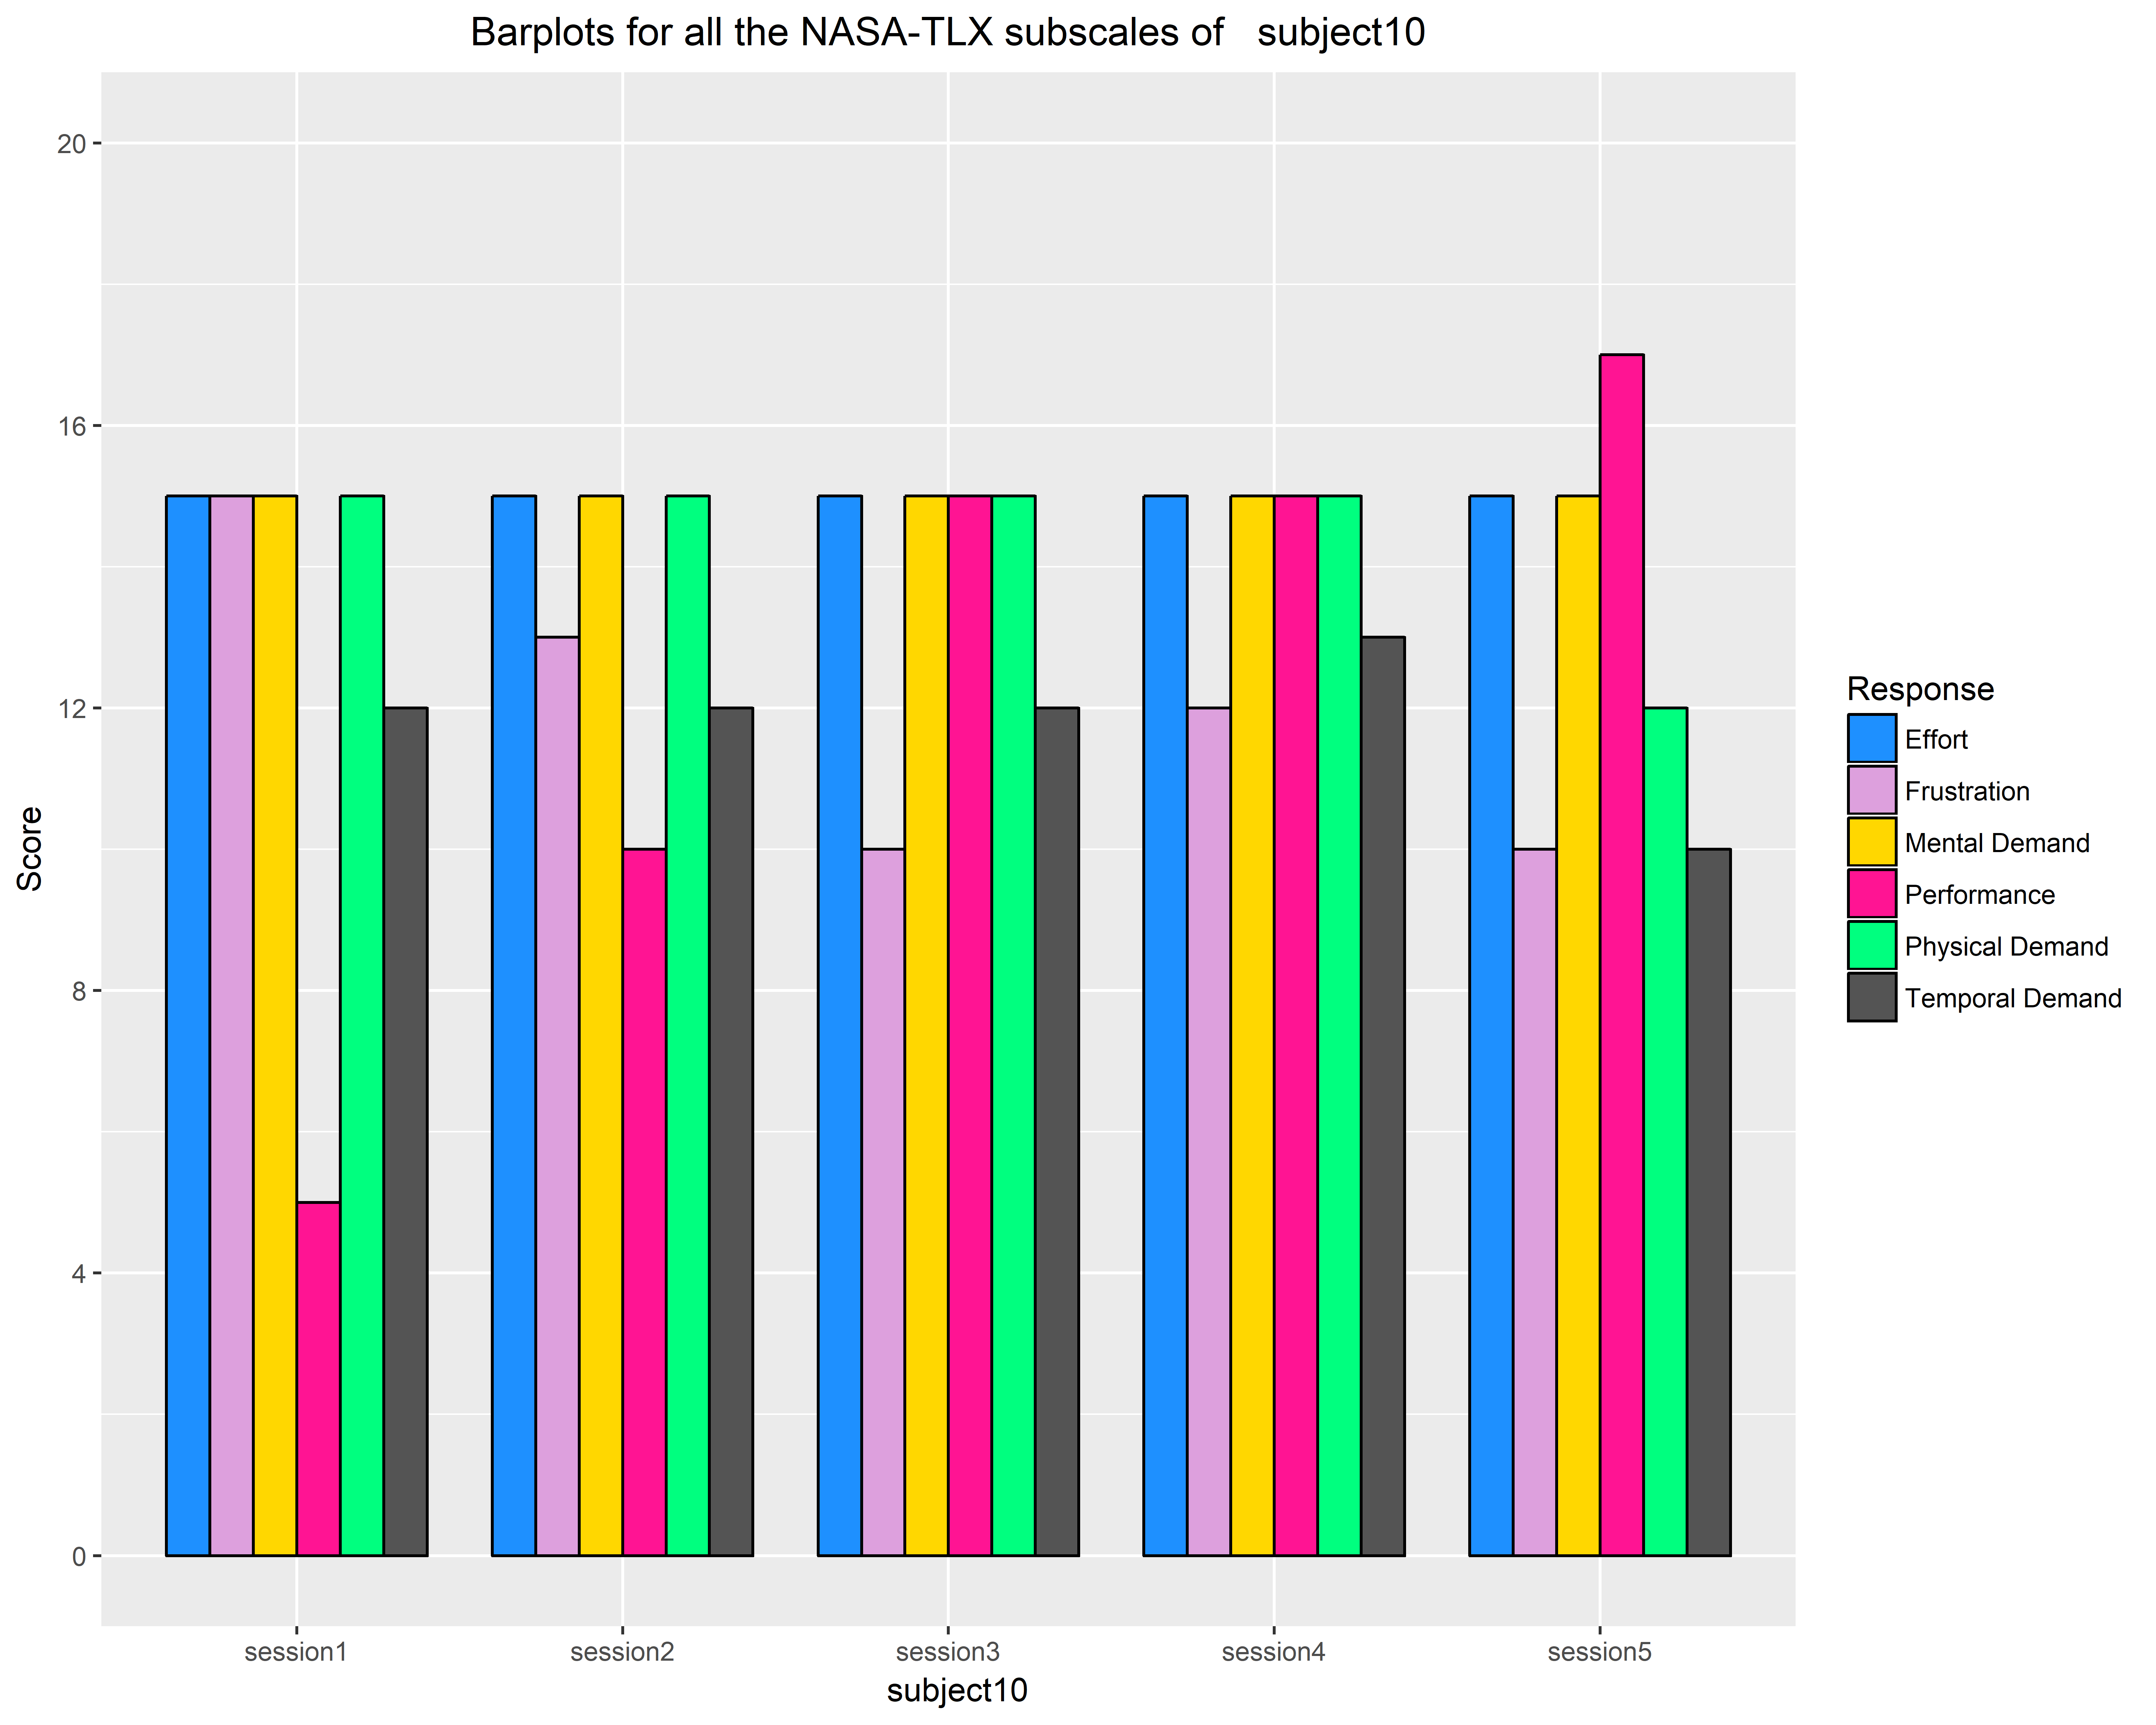 Barplots for all the NASA-TLX subscales of   subject10
20
16
12
8
4
0
Score
session1
session2
session3
session4
session5
subject10
Response
Effort
Frustration
Mental Demand
Performance
Physical Demand
Temporal Demand